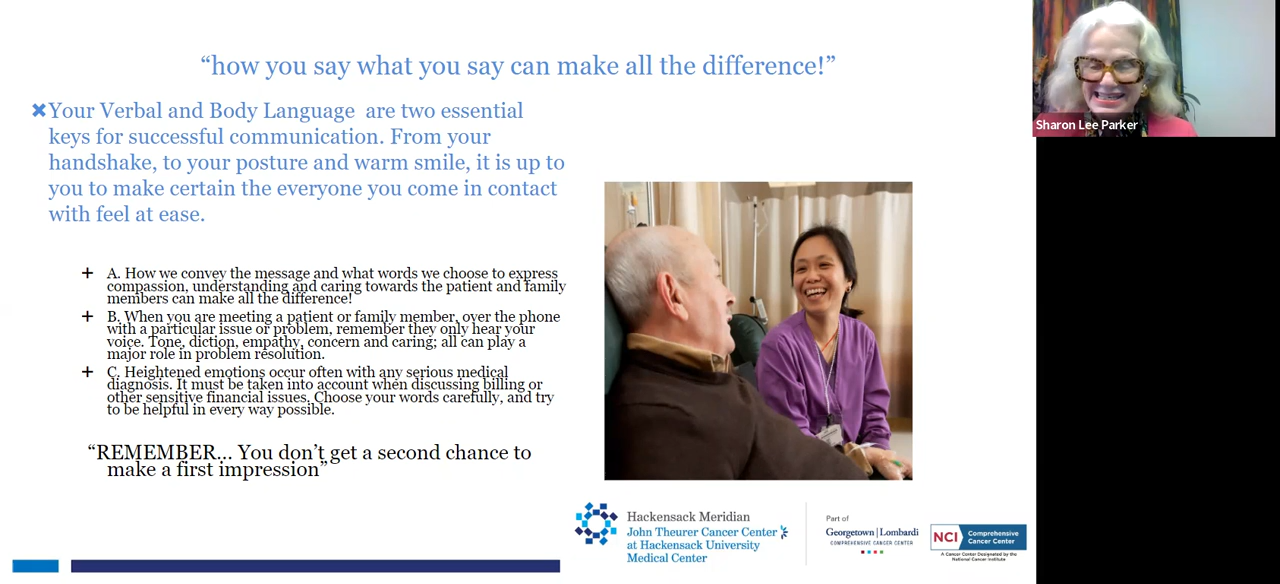 “how you say what you say can make all the difference!”
Your Verbal and Body Language are two essential
keys for successful communication. From your
handshake, to your posture and warm smile, it is up to
you to make certain the everyone you come in contact
with feel at ease.
+ A. How we convey the message and what words we choose to express
compassion, understanding and caring towards the patient and family
members can make all the difference!
+ B. When you are meeting a patient or family member, over the phone
with a particular issue or problem, remember they only hear your
voice. Tone, diction, empathy, concern and caring; all can play a
major role in problem resolution.
+ C. Heightened emotions occur often with any serious medical
diagnosis. It must be taken into account when discussing billing or
other sensitive financial issues. Choose your words carefully, and try
to be helpful in every way possible.
“REMEMBER... You don’t get a second chance to
make a first impression”
Hackensack Meridian
John Theurer Cancer Center
at Hackensack University
Medical Center
Part of
Georgetown | Lombardi
COMPREHENSIVE CANCER CENTER
NCI Comprehensive
Cancer Center
A Cancer Center Designated by the
National Cancer Institute
Sharon Lee Parker